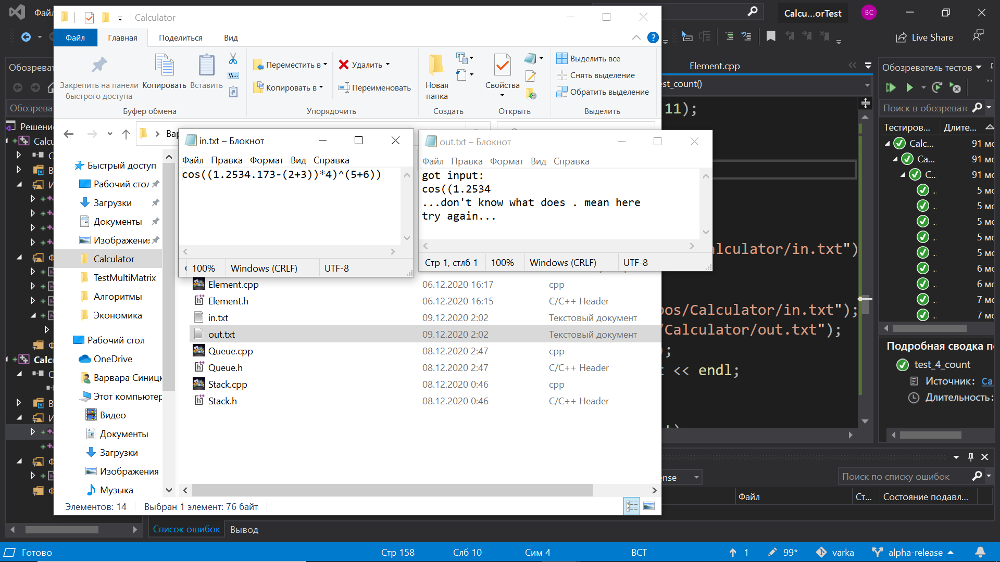 Calculator
Файл Главная Поделиться Вид
Закрепить на панели быстрого доступа
Копировать
Вставить
Переместить в
Копировать в
Удалить
Переименовать
Новая папка
Свойства
Выделить все
Снять выделение
Обратить выделение
Буфер обмена Упорядочить Создать Открыть Выделить
Calcu...orTest
ВС
Live Share
Element.cpp
in.txt – Блокнот
Файл Правка Формат Вид Справка
cos((1.2534.173-(2+3))*4)^(5+6))
100% Windows (CRLF) UTF-8
out.txt – Блокнот
Файл Правка Формат Вид Справка
got input:
cos((1.2534
...don't know what does . mean here
try again...
Стр 1, стлб 1 100% Windows (CRLF) UTF-8
Быстрый доступ
Рабочий стол
Загрузки
Документы
Изображения
Calculator
TestMultiMatrix
Алгоритмы
Экономика
Рабочий стол
OneDrive
Варвара Синицк
Этот компьютер
Видео
Документы
Загрузки
Изображения
Музыка
Element.cpp 06.12.2020 16:17 cpp
Element.h 06.12.2020 16:15 C/C++ Header
in.txt 09.12.2020 2:02 Текстовый документ
out.txt 09.12.2020 2:02 Текстовый документ
Queue.cpp 08.12.2020 2:47 cpp
Queue.h 08.12.2020 2:47 C/C++ Header
Stack.cpp 08.12.2020 0:46 cpp
Stack.h 08.12.2020 0:46 C/C++ Header
Элементов: 14 Выбран 1 элемент: 76 байт
est_count()
11);
alculator/in.txt")
pos/Calculator/in.txt");
/Calculator/out.txt");
);
t << endl;
Обозреватель тестов
Поиск в обозревате
Тестиров... Длите...
Calc... 91 мс
Ca... 91 мс
C... 91 мс
.. 5 мс
.. 5 мс
.. 5 мс
.. 5 мс
.. 5 мс
.. 6 мс
.. 6 мс
.. 7 мс
.. 7 мс
Подробная сводка по
test_4_count
Источник: Cal
Длительность:
Поиск по списку ошибок
Файл Ст... Состояние подавл...
Список ошибок Вывод
Готово Стр 158 Слб 10 Сим 4 ВСТ 1 99* varka alpha-release